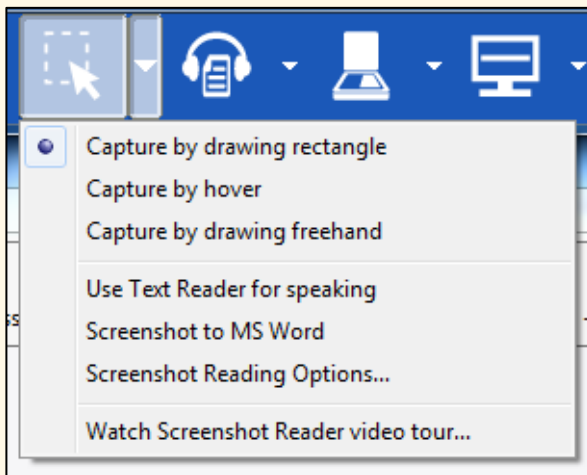 Capture by drawing rectangle
Capture by hover
Capture by drawing freehand
Use Text Reader for speaking
Screenshot to MS Word
Screenshot Reading Options...
Watch Screenshot Reader video tour...